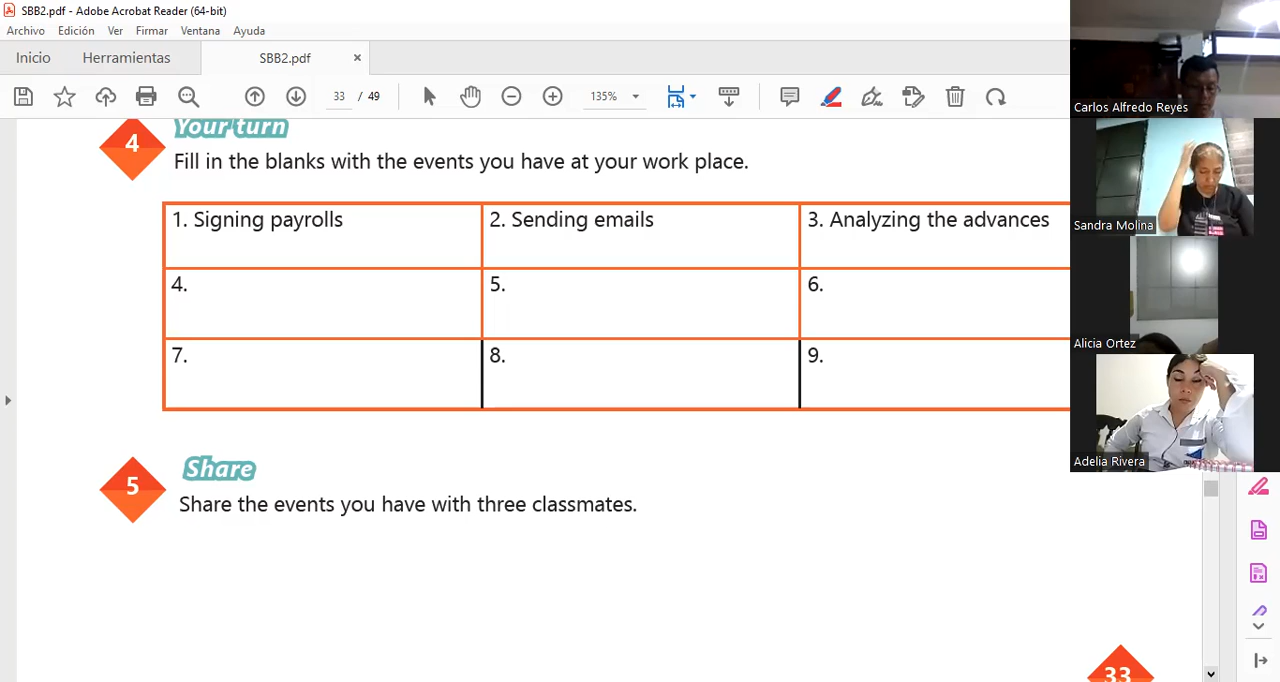 SBB2.pdf - Adobe Acrobat Reader (64-bit)
Archivo Edición Ver Firmar Ventana Ayuda
Inicio Herramientas SBB2.pdf ×
33 / 49 135%
4 Your turn
Fill in the blanks with the events you have at your work place.
1. Signing payrolls 2. Sending emails 3. Analyzing the advances
4. 5. 6.
7. 8. 9.
5 Share
Share the events you have with three classmates.
33
Carlos Alfredo Reyes
Sandra Molina
Alicia Ortez
Adelia Rivera